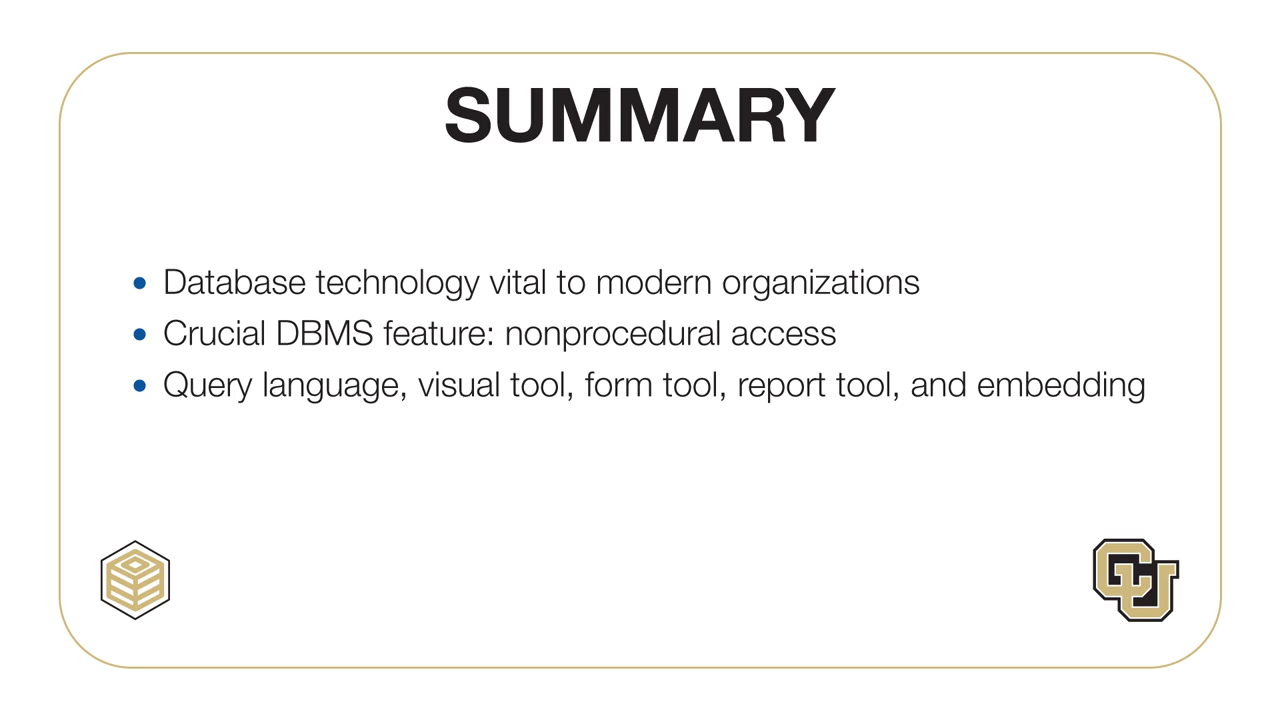 SUMMARY
Database technology vital to modern organizations
Crucial DBMS feature: nonprocedural access
Query language, visual tool, form tool, report tool, and embedding
CU